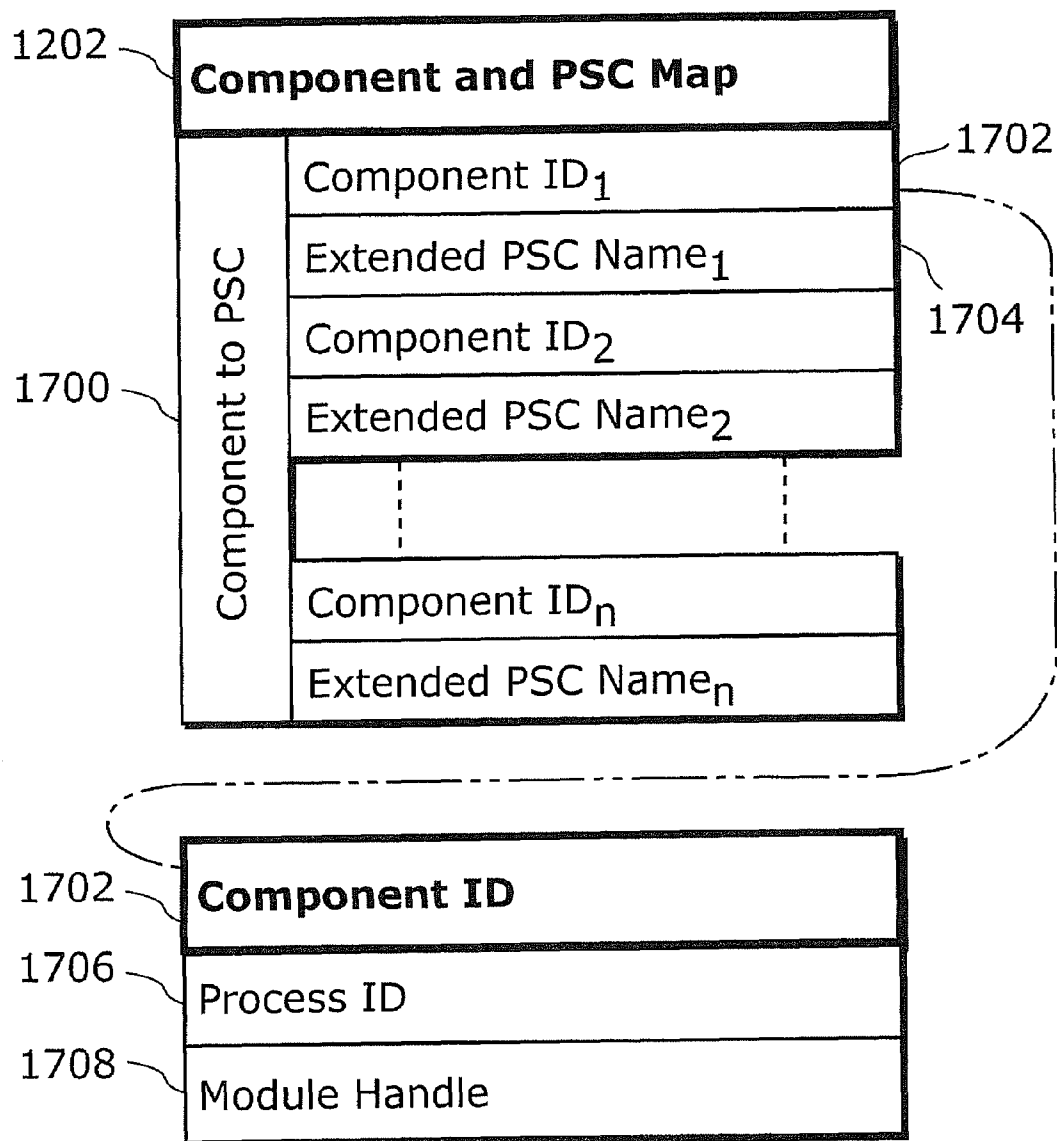 1202
Component and PSC Map
1702
Component ID1
Extended PSC Name1
1704
Component ID2
1700
Component to PSC
Extended PSC Name2
Component IDn
Extended PSC Namen
1702
Component ID
1706
Process ID
1708
Module Handle